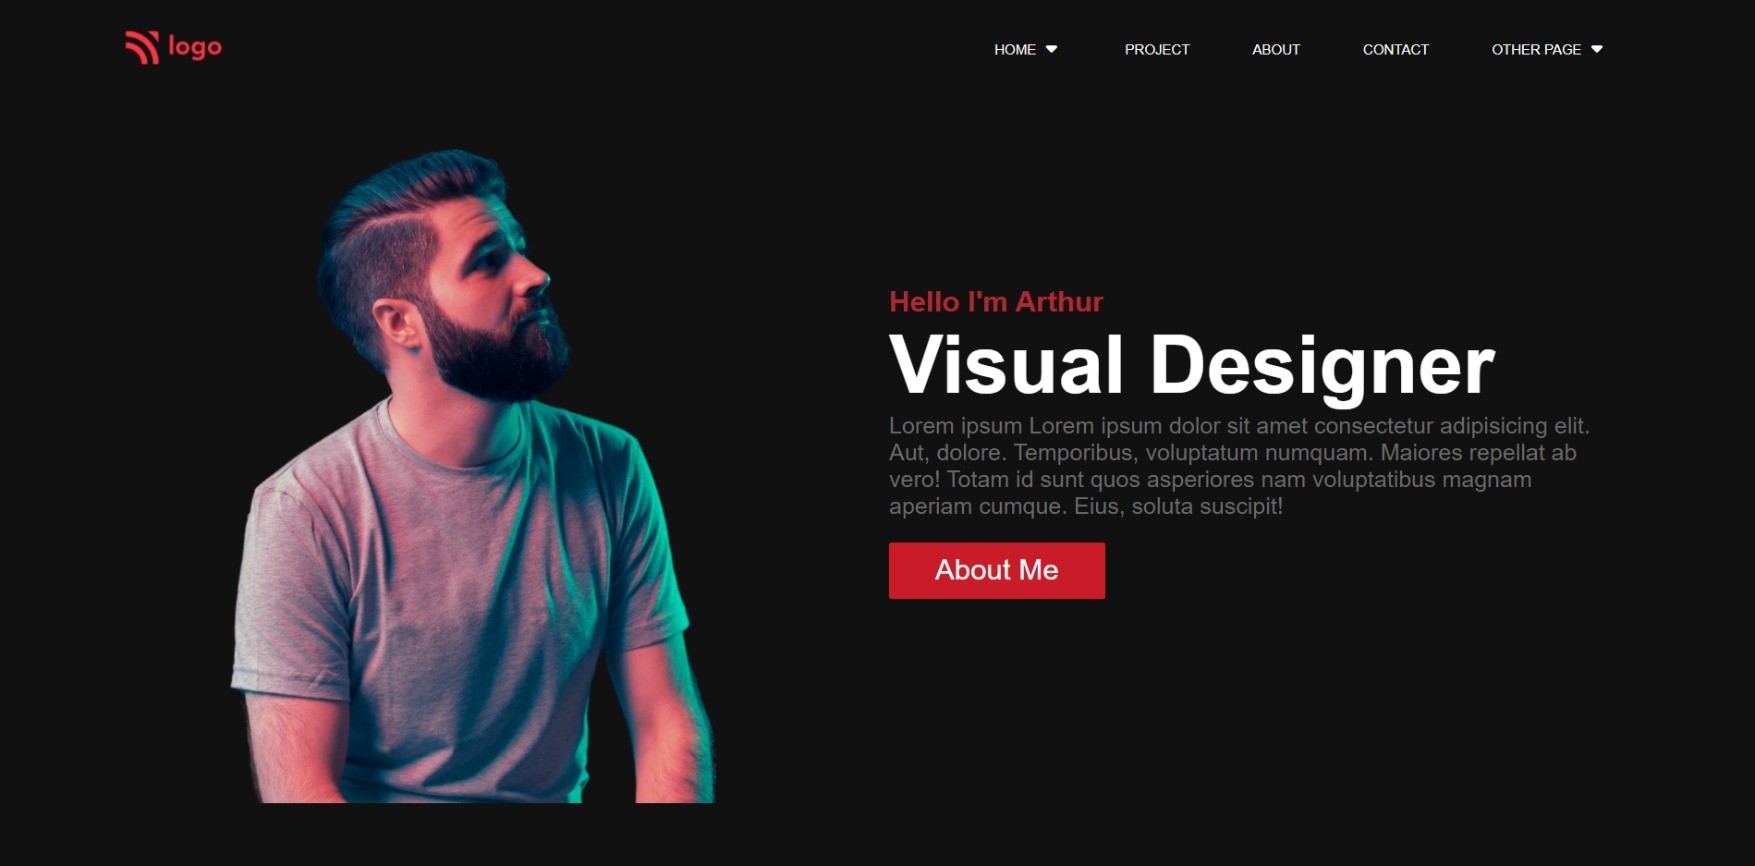 logo
HOME
PROJECT
ABOUT
CONTACT
OTHER PAGE
Hello I'm Arthur
Visual Designer
Lorem ipsum Lorem ipsum dolor sit amet consectetur adipisicing elit.
Aut, dolore. Temporibus, voluptatum numquam. Maiores repellat ab
vero! Totam id sunt quos asperiores nam voluptatibus magnam
aperiam cumque. Eius, soluta suscipit!
About Me